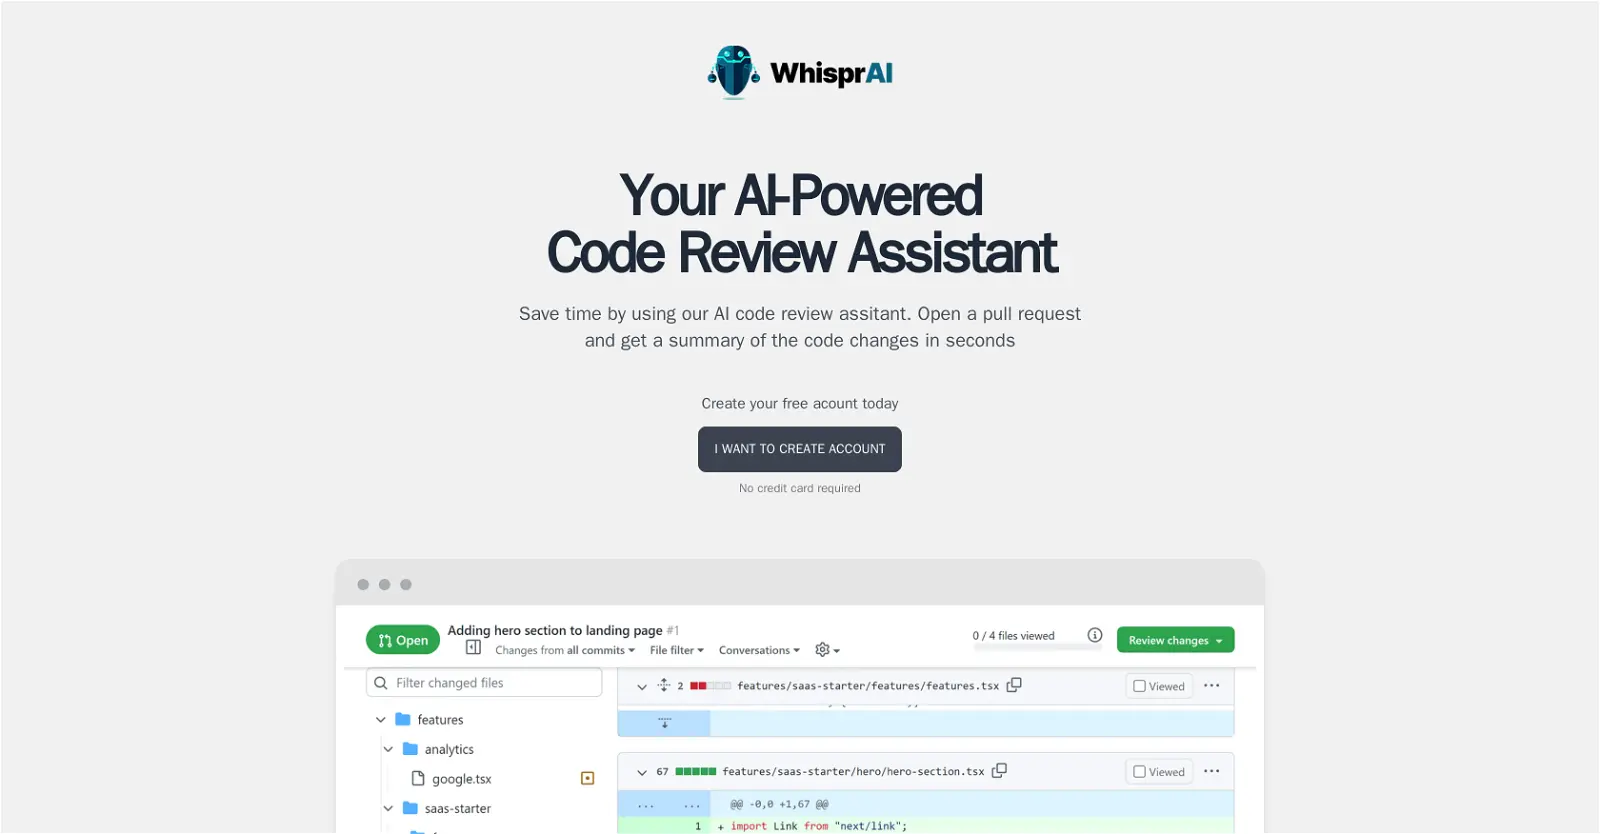 WhisprAI
Your AI-Powered
Code Review Assistant
Save time by using our AI code review assitant. Open a pull request
and get a summary of the code changes in seconds
Create your free acount today
I WANT TO CREATE ACCOUNT
No credit card required
Open
Adding hero section to landing page #1
Changes from all commits
File filter
Conversations
0 / 4 files viewed
Review changes
Filter changed files
features
analytics
google.tsx
saas-starter
2 features/saas-starter/features/features.tsx
Viewed
67 features/saas-starter/hero/hero-section.tsx
Viewed
... ... @@ -0,0 +1,67 @@
1 + import Link from "next/link";